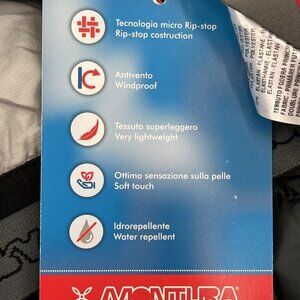 Tecnologia micro Rip-stop
Rip-stop costruction
Antivento
Windproof
Tessuto superleggero
Very lightweight
Ottima sensazione sulla pelle
Soft touch
Idrorepellente
Water repellent
MONTURA